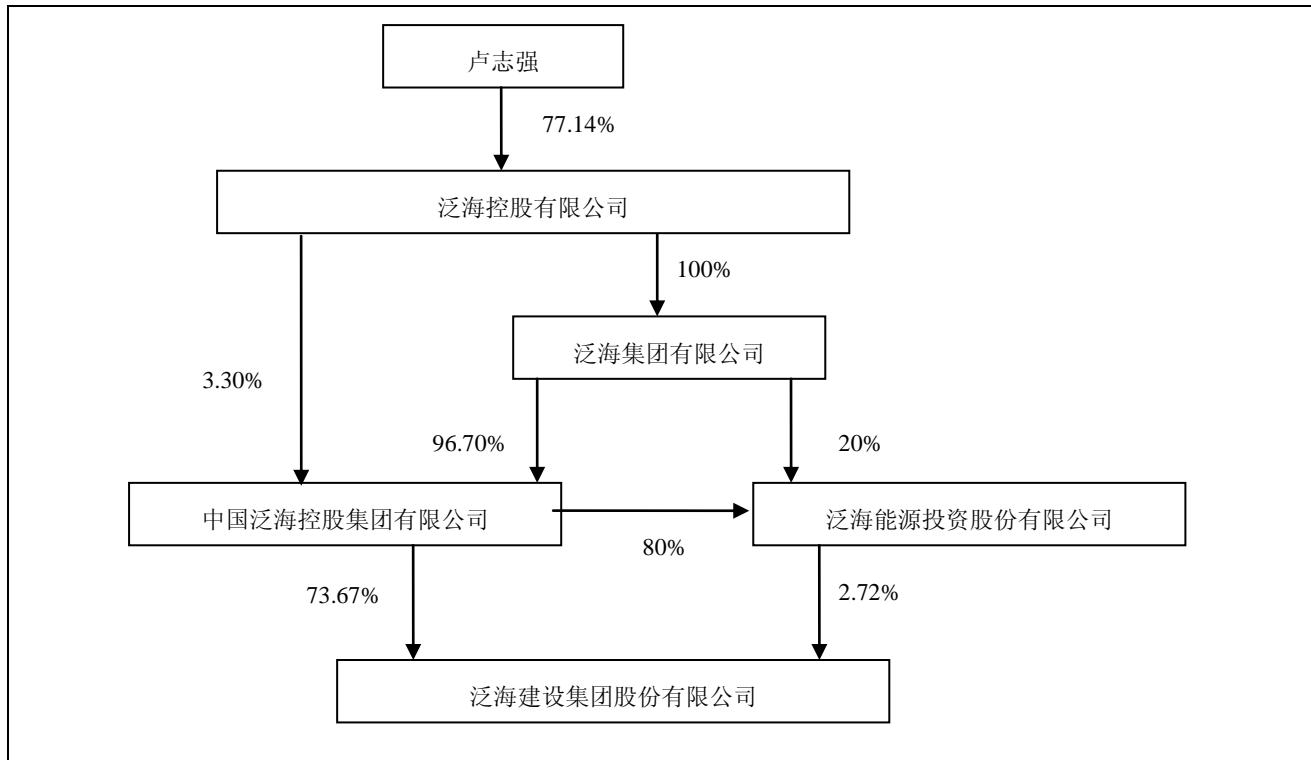 卢志强
77.14%
泛海控股有限公司
100%
泛海集团有限公司
3.30%
96.70%
20%
中国泛海控股集团有限公司
泛海能源投资股份有限公司
80%
73.67%
2.72%
泛海建设集团股份有限公司